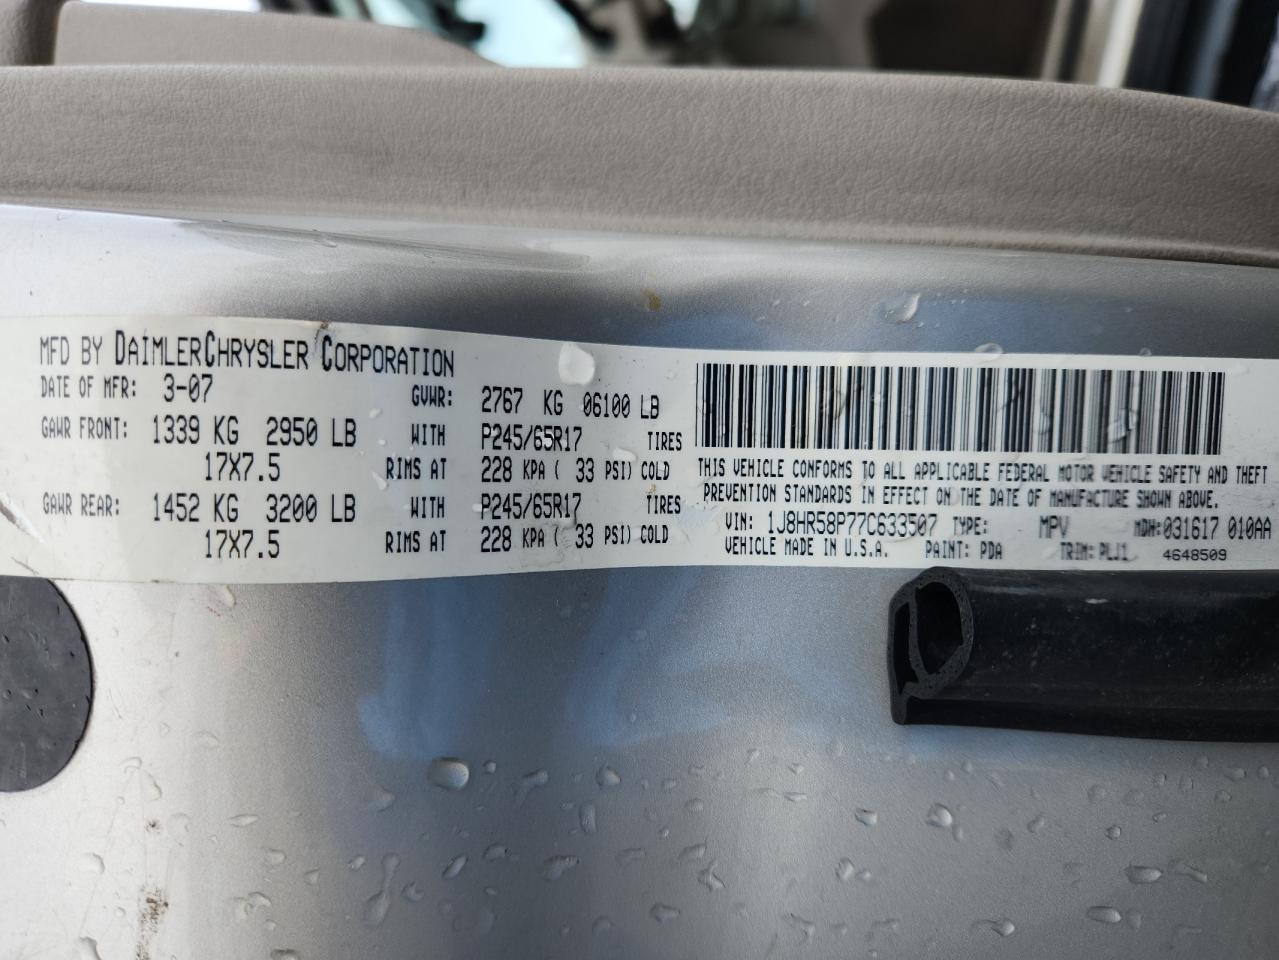 MFD BY DAIMLERCHRYSLER CORPORATION
DATE OF MFR: 3-07 GVWR: 2767 KG 06100 LB
GAWR FRONT: 1339 KG 2950 LB WITH P245/65R17 TIRES
17X7.5 RIMS AT 228 KPA ( 33 PSI) COLD
GAWR REAR: 1452 KG 3200 LB WITH P245/65R17 TIRES
17X7.5 RIMS AT 228 KPA ( 33 PSI) COLD
THIS VEHICLE CONFORMS TO ALL APPLICABLE FEDERAL MOTOR VEHICLE SAFETY AND THEFT
PREVENTION STANDARDS IN EFFECT ON THE DATE OF MANUFACTURE SHOWN ABOVE.
VIN: 1J8HR58P77C633507 TYPE: MPV MDH:031617 010AA
VEHICLE MADE IN U.S.A. PAINT: PDA TRIM: PLJ1 4648509